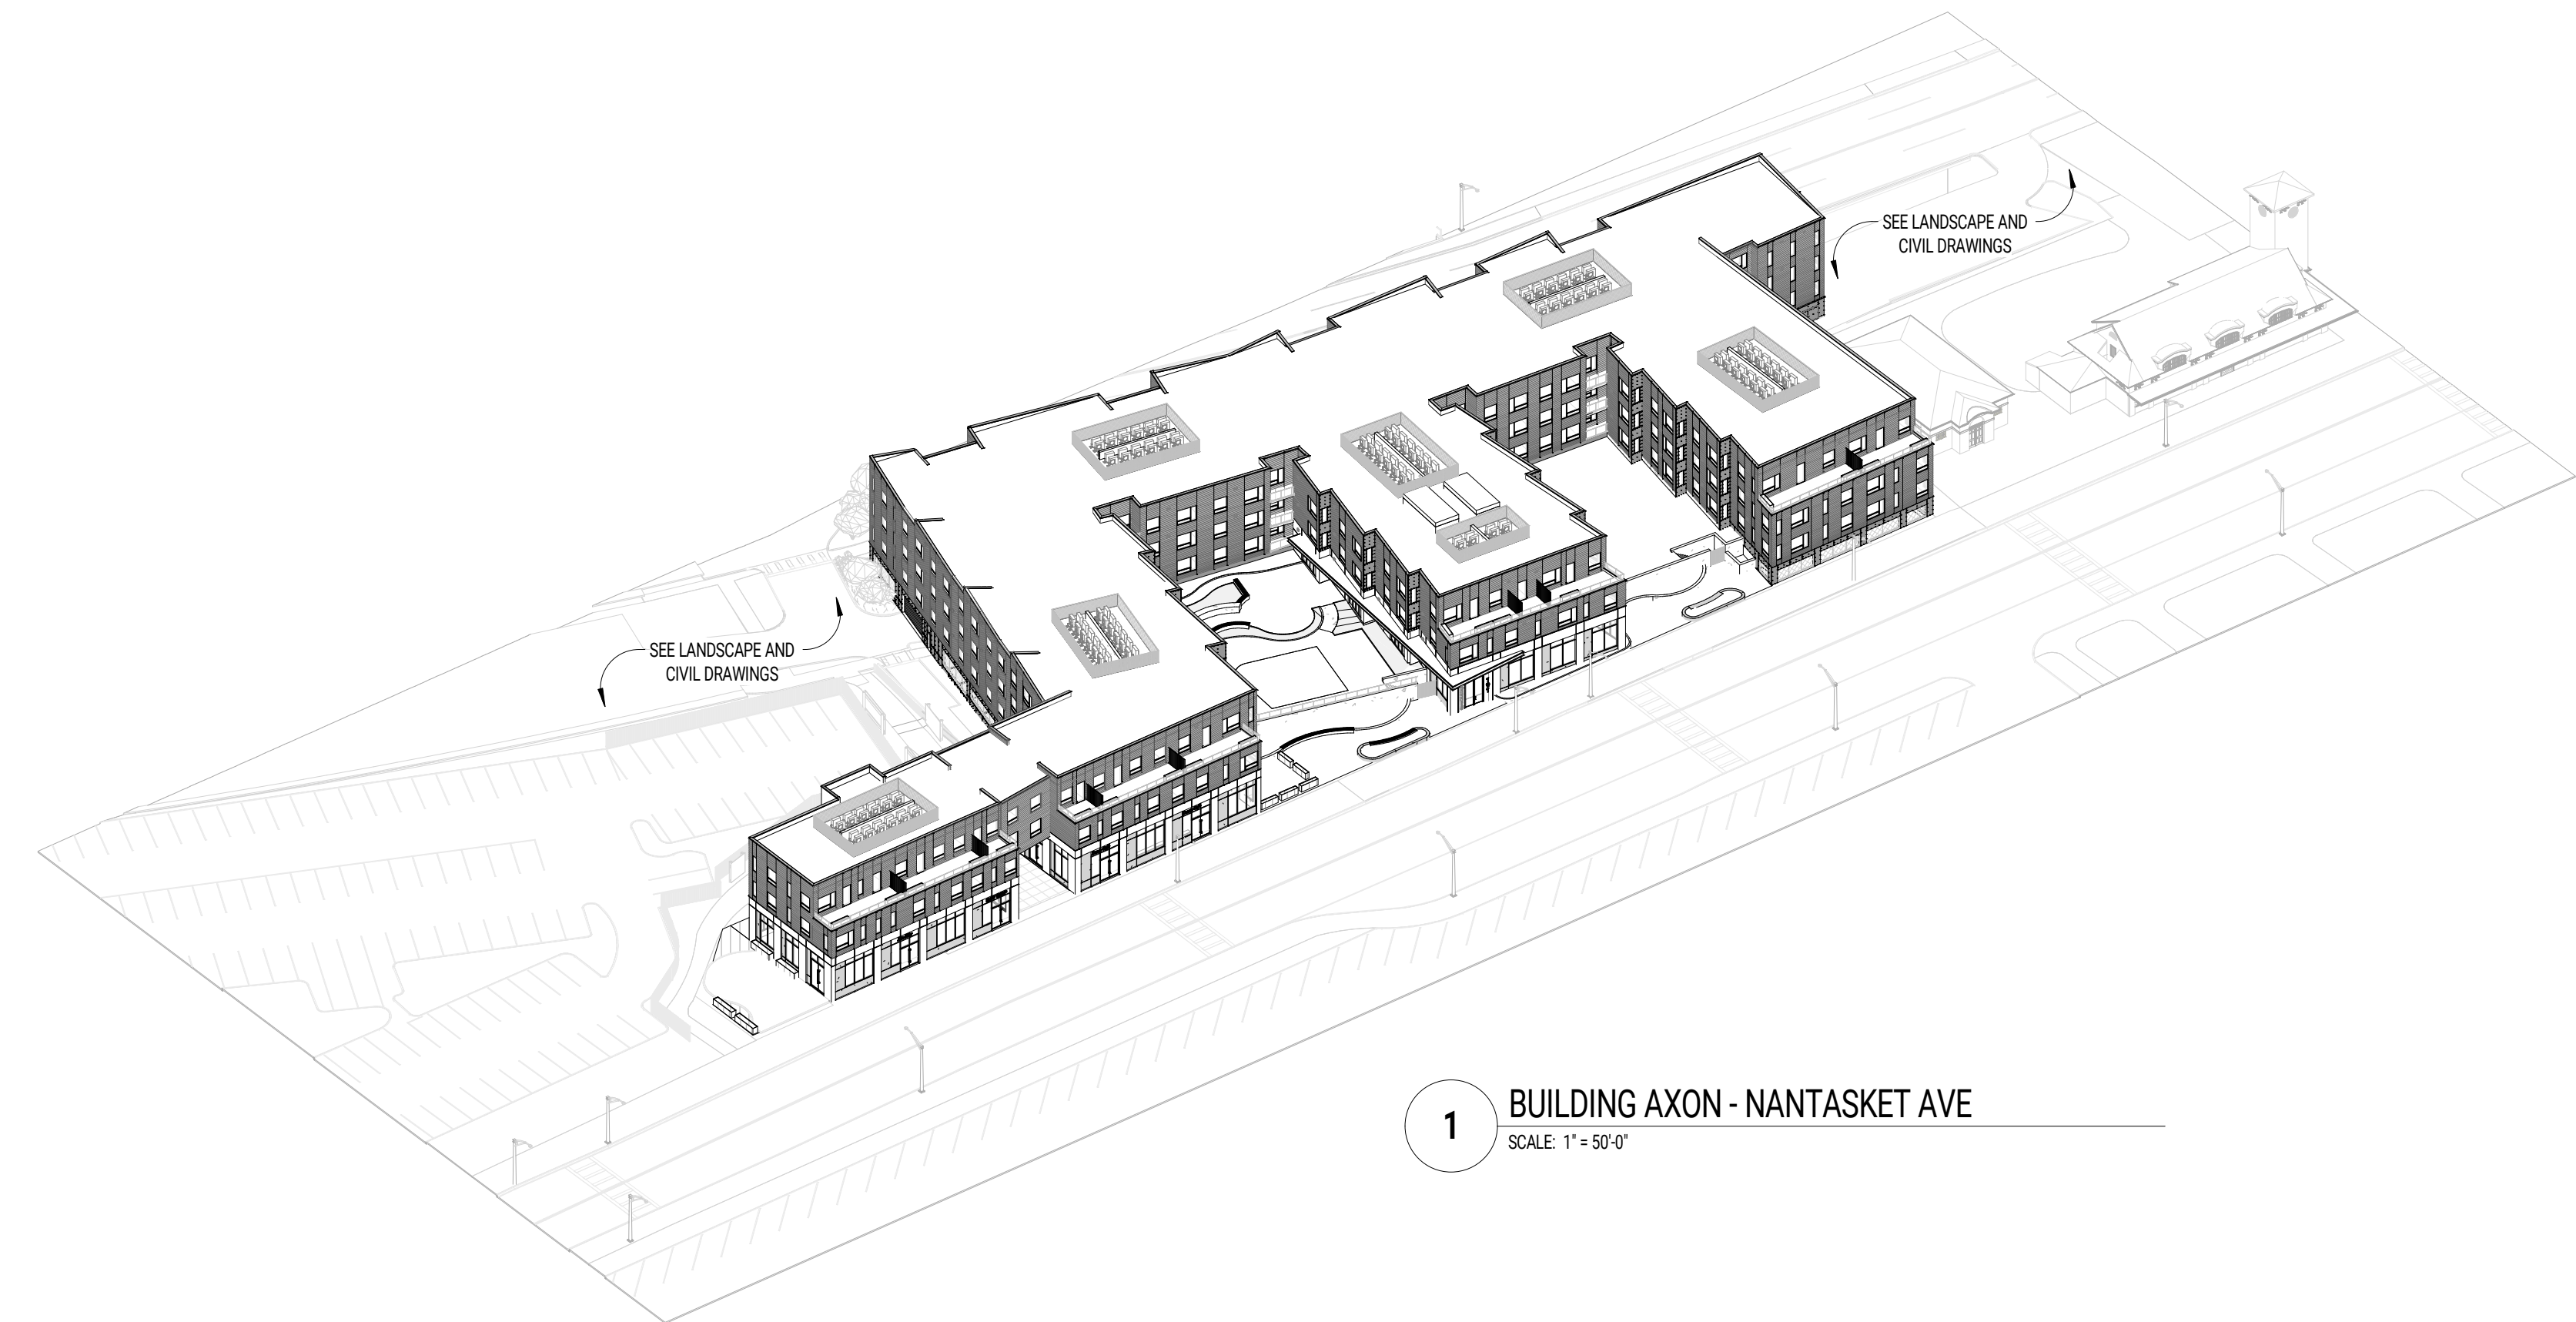 SEE LANDSCAPE AND
CIVIL DRAWINGS
SEE LANDSCAPE AND
CIVIL DRAWINGS
1
BUILDING AXON - NANTASKET AVE
SCALE: 1" = 50'-0"